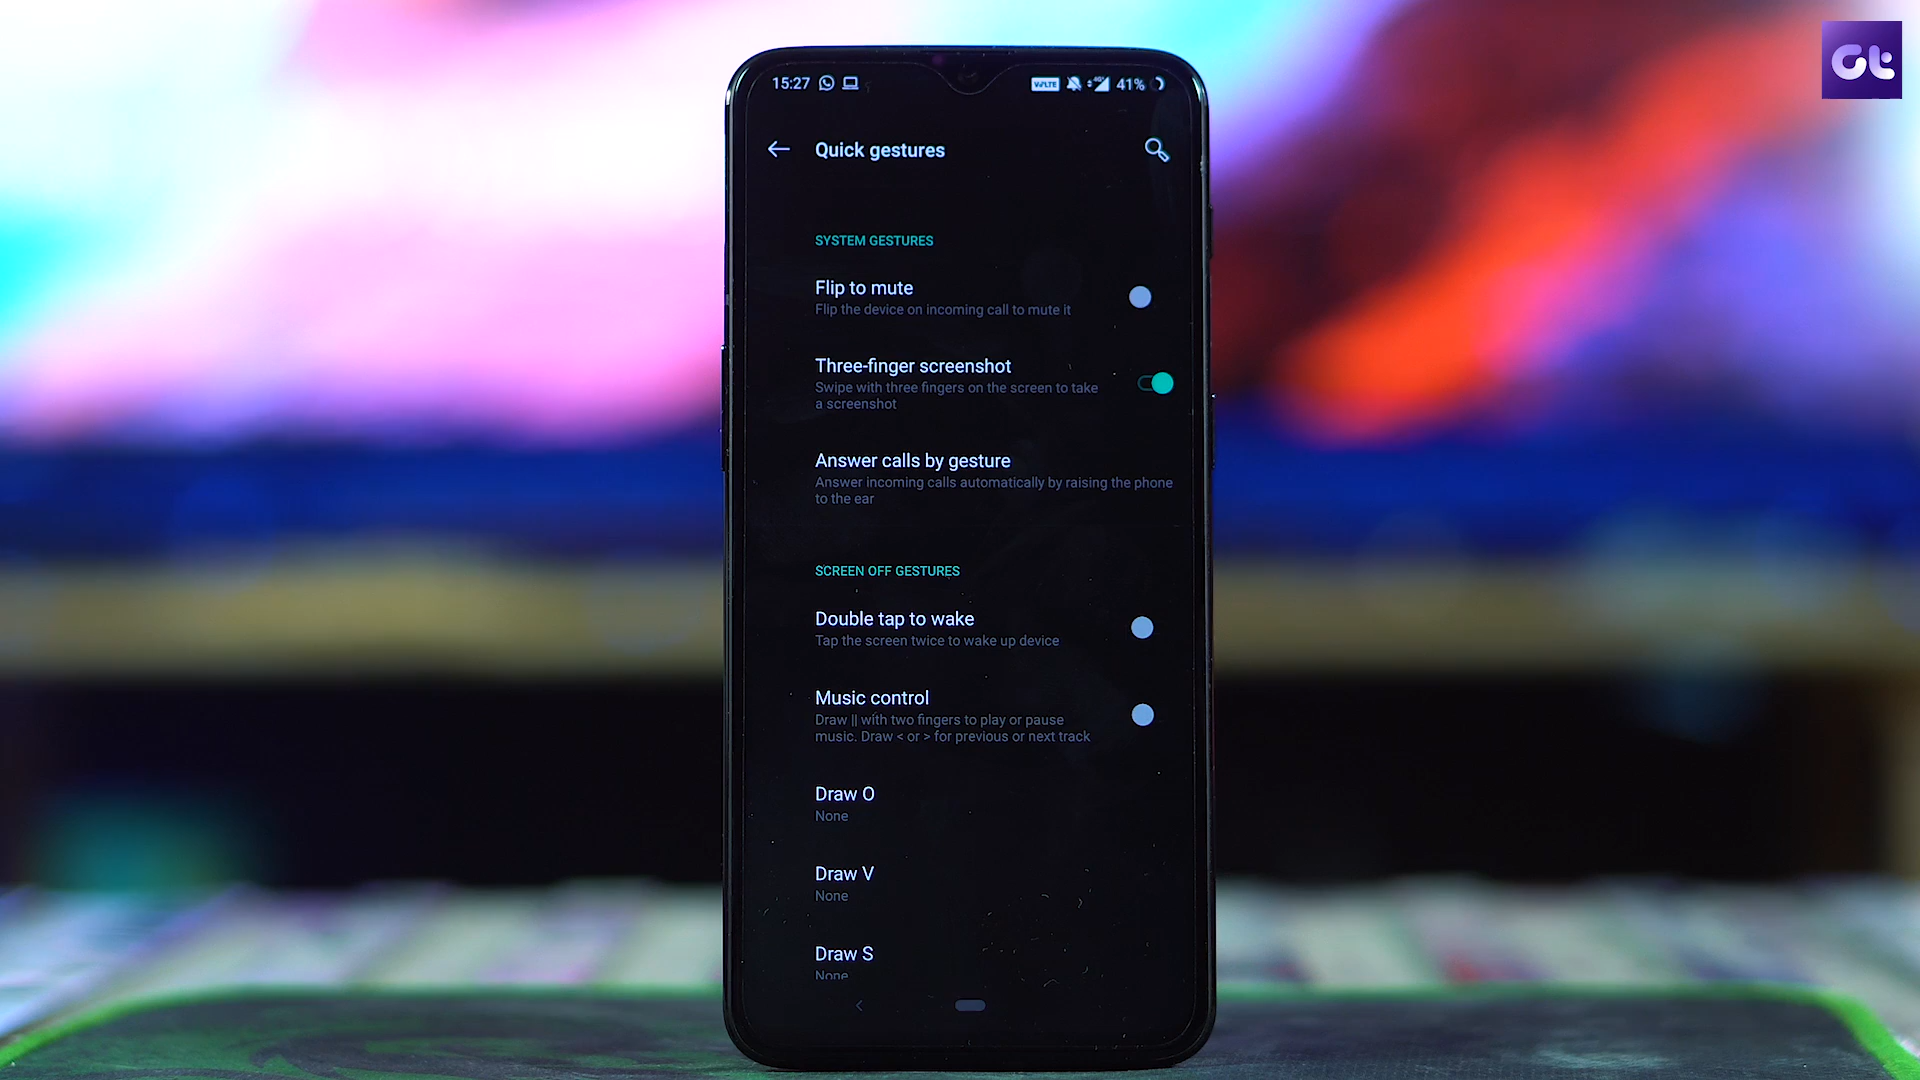 Gt
15:27 VoLTE 4G+ 41%
Quick gestures
SYSTEM GESTURES
Flip to mute
Flip the device on incoming call to mute it
Three-finger screenshot
Swipe with three fingers on the screen to take
a screenshot
Answer calls by gesture
Answer incoming calls automatically by raising the phone
to the ear
SCREEN OFF GESTURES
Double tap to wake
Tap the screen twice to wake up device
Music control
Draw || with two fingers to play or pause
music. Draw < or > for previous or next track
Draw O
None
Draw V
None
Draw S
None